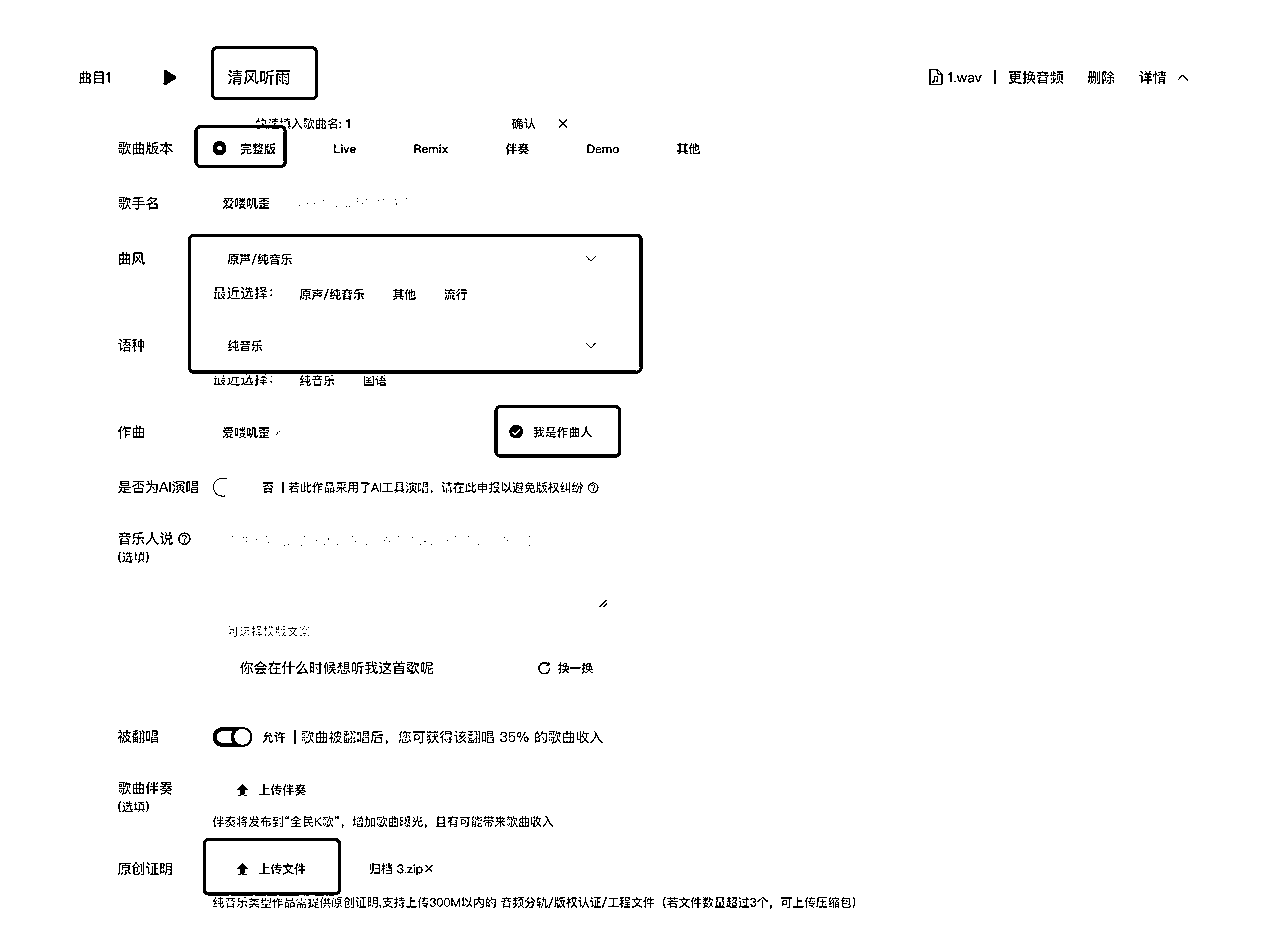 曲目1 清风听雨 1.wav | 更换音频 删除 详情
快速填入歌曲名: 1 确认 ×
歌曲版本 完整版 Live Remix 伴奏 Demo 其他
歌手名 爱喽叽歪
曲风 原声/纯音乐
最近选择： 原声/纯音乐 其他 流行
语种 纯音乐
最近选择： 纯音乐 国语
作曲 爱喽叽歪 我是作曲人
是否为AI演唱 否 | 若此作品采用了AI工具演唱，请在此申报以避免版权纠纷
音乐人说
(选填)
可选择模版文案
你会在什么时候想听我这首歌呢 换一换
被翻唱 允许 | 歌曲被翻唱后，您可获得该翻唱 35% 的歌曲收入
歌曲伴奏 上传伴奏
(选填)
伴奏将发布到“全民K歌”，增加歌曲曝光，且有可能带来歌曲收入
原创证明 上传文件 归档 3.zip×
纯音乐类型作品需提供原创证明,支持上传300M以内的 音频分轨/版权认证/工程文件（若文件数量超过3个，可上传压缩包）